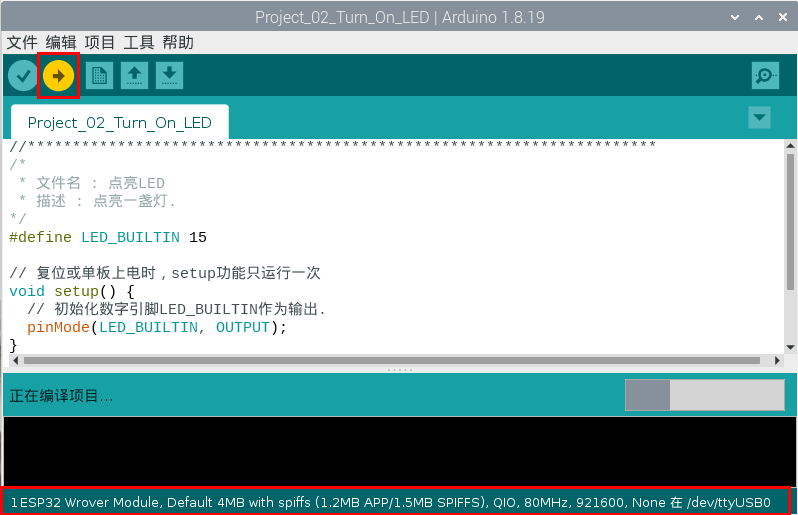 Project_02_Turn_On_LED | Arduino 1.8.19
文件 编辑 项目 工具 帮助
Project_02_Turn_On_LED
//**********************************************************************
/*
 * 文件名 : 点亮LED
 * 描述 : 点亮一盏灯.
*/
#define LED_BUILTIN 15
// 复位或单板上电时，setup功能只运行一次
void setup() {
  // 初始化数字引脚LED_BUILTIN作为输出.
  pinMode(LED_BUILTIN, OUTPUT);
}
正在编译项目...
1 ESP32 Wrover Module, Default 4MB with spiffs (1.2MB APP/1.5MB SPIFFS), QIO, 80MHz, 921600, None 在 /dev/ttyUSB0